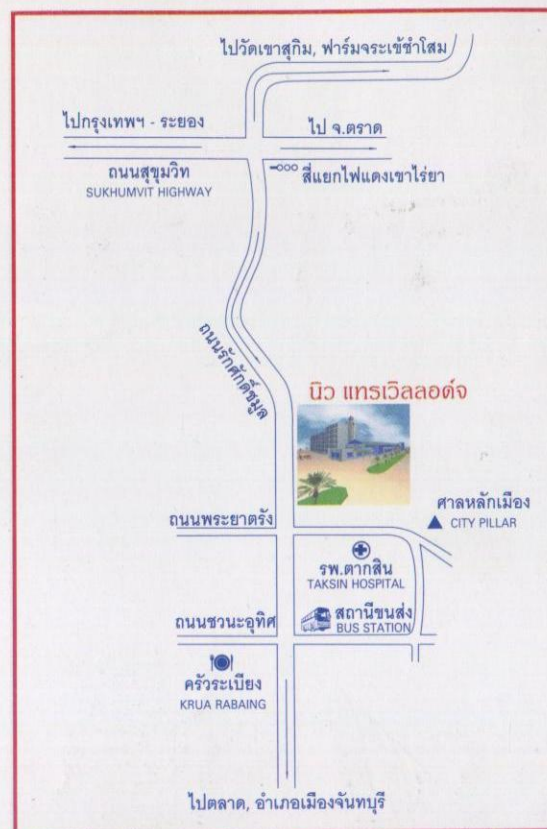 ไปวัดเขาสุกิม, ฟาร์มจระเข้ชำโสม
ไปกรุงเทพฯ - ระยอง
ไป จ.ตราด
ถนนสุขุมวิท
SUKHUMVIT HIGHWAY
สี่แยกไฟแดงเขาไร่ยา
ถนนรักศักดิ์ชมูล
นิว แทรเวิลลอด์จ
ศาลหลักเมือง
CITY PILLAR
ถนนพระยาตรัง
รพ.ตากสิน
TAKSIN HOSPITAL
ถนนชวนะอุทิศ
สถานีขนส่ง
BUS STATION
ครัวระเบียง
KRUA RABAING
ไปตลาด, อำเภอเมืองจันทบุรี